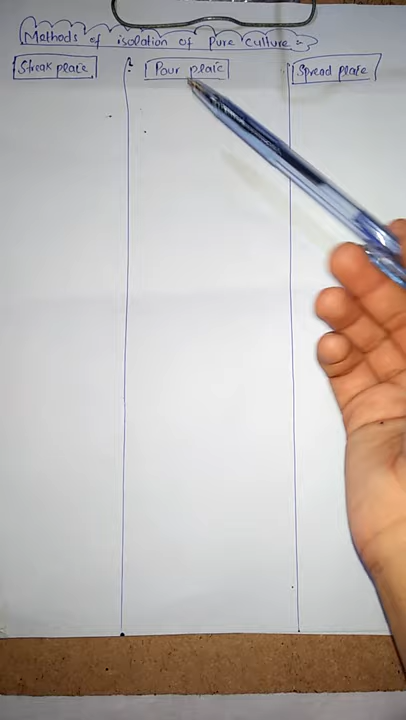 Methods of isolation of pure culture :-
Streak plate
Pour plate
Spread plate